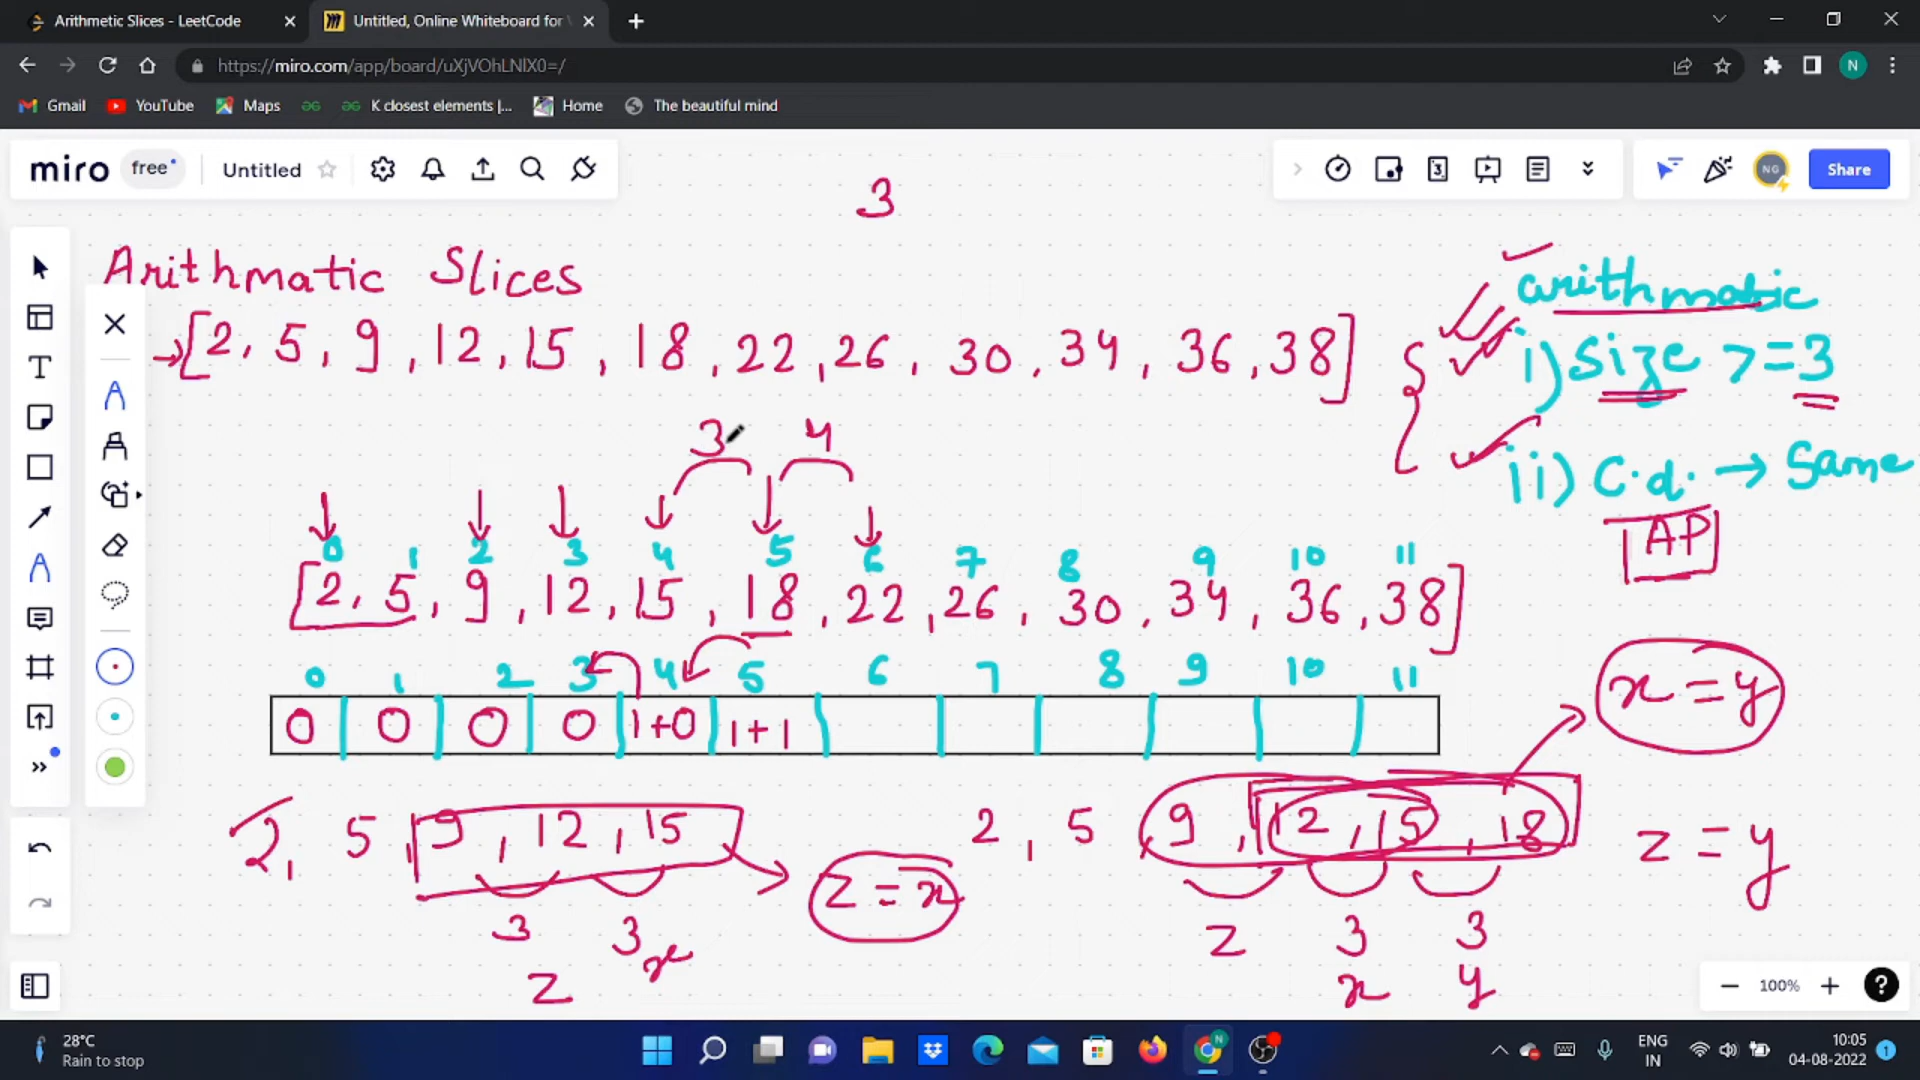 Arithmetic Slices - LeetCode
Untitled, Online Whiteboard for
https://miro.com/app/board/uXjVOhLNlX0=/
N
Gmail YouTube Maps K closest elements |... Home The beautiful mind
miro free Untitled
3
NG Share
3
Arithmatic Slices
arithmatic
[2, 5, 9, 12, 15, 18, 22, 26, 30, 34, 36, 38]
i) size >= 3
3 4
ii) C.d. → Same
AP
0 1 2 3 4 5 6 7 8 9 10 11
[2, 5, 9, 12, 15, 18, 22, 26, 30, 34, 36, 38]
0 1 2 3 4 5 6 7 8 9 10 11
x = y
0 0 0 0 1+0 1+1
2, 5, 9, 12, 15
2, 5, 9, 12, 15, 18
z = y
z = x
3 3
z x
z 3 3
x y
100%
28°C
Rain to stop
ENG
IN
10:05
04-08-2022
1